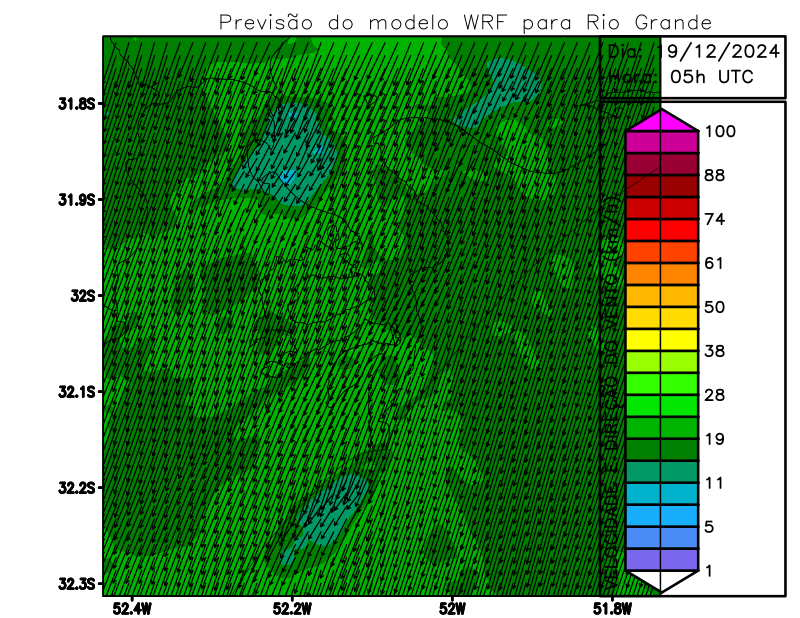 Previsão do modelo WRF para Rio Grande
Dia: 19/12/2024
Hora: 05h UTC
31.8S
31.9S
32S
32.1S
32.2S
32.3S
52.4W
52.2W
52W
51.8W
VELOCIDADE E DIREÇÃO DO VENTO (km/h)
100
88
74
61
50
38
28
19
11
5
1